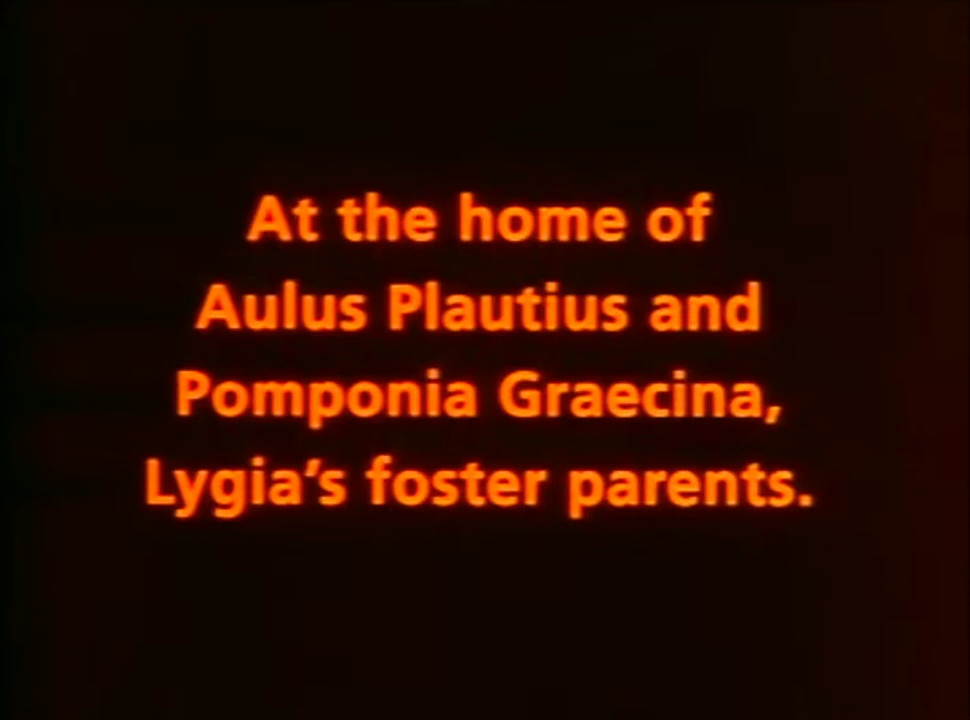 At the home of
Aulus Plautius and
Pomponia Graecina,
Lygia’s foster parents.